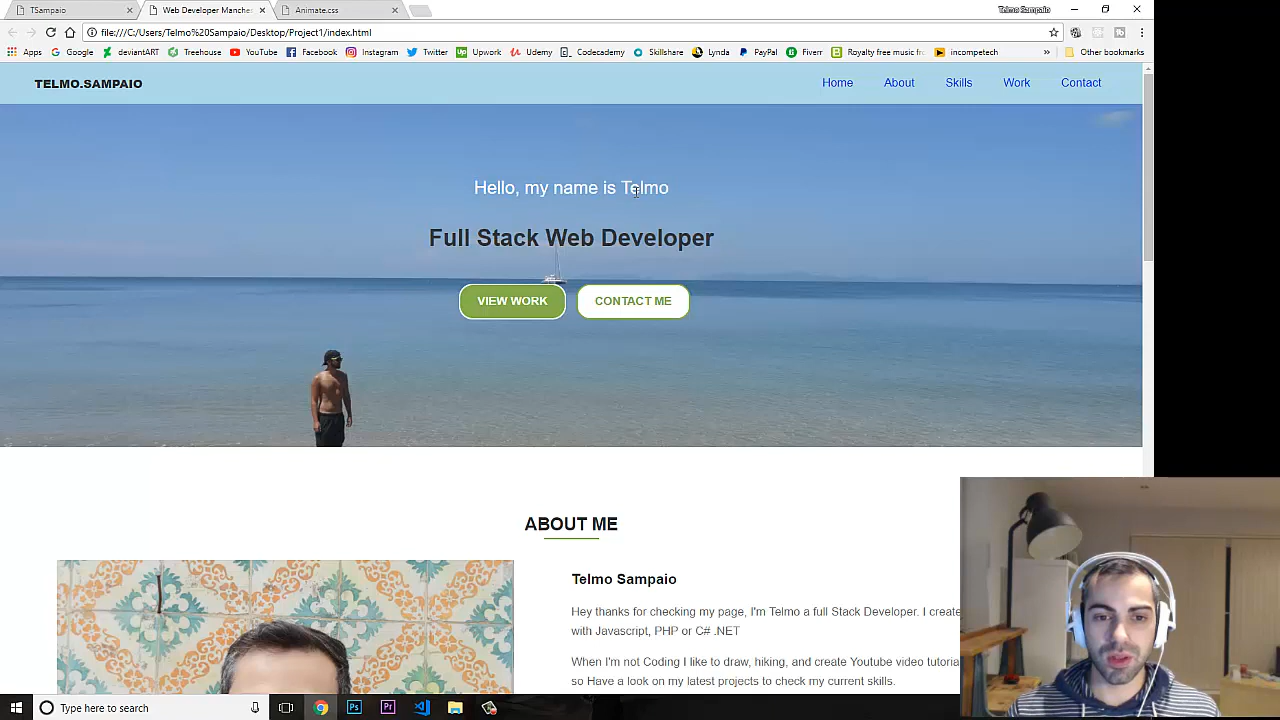 TSampaio
Web Developer Manches
Animate.css
Telmo Sampaio
file:///C:/Users/Telmo%20Sampaio/Desktop/Project1/index.html
Apps
Google
deviantART
Treehouse
YouTube
Facebook
Instagram
Twitter
Upwork
Udemy
Codecademy
Skillshare
Lynda
PayPal
Fiverr
Royalty free music fro
incompetech
»
Other bookmarks
TELMO.SAMPAIO
Home
About
Skills
Work
Contact
Hello, my name is Telmo
Full Stack Web Developer
VIEW WORK
CONTACT ME
ABOUT ME
Telmo Sampaio
Hey thanks for checking my page, I'm Telmo a full Stack Developer. I create
with Javascript, PHP or C# .NET
When I'm not Coding I like to draw, hiking, and create Youtube video tutoria
so Have a look on my latest projects to check my current skills.
Type here to search